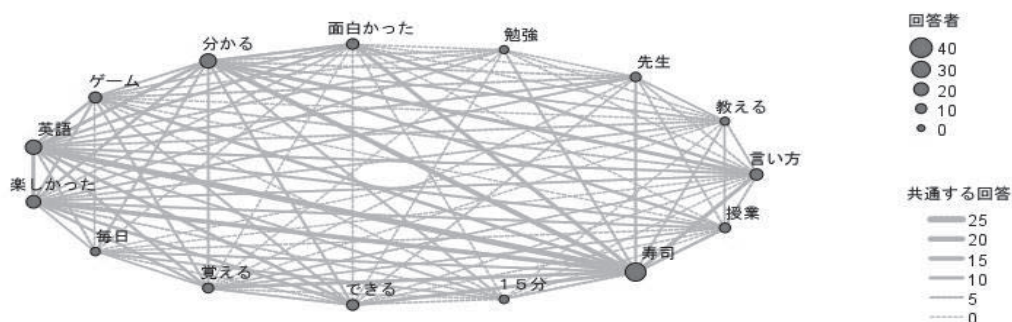 面白かった
勉強
分かる
先生
ゲーム
教える
英語
言い方
楽しかった
授業
毎日
寿司
覚える
できる
15分
回答者
40
30
20
10
0
共通する回答
25
20
15
10
5
0